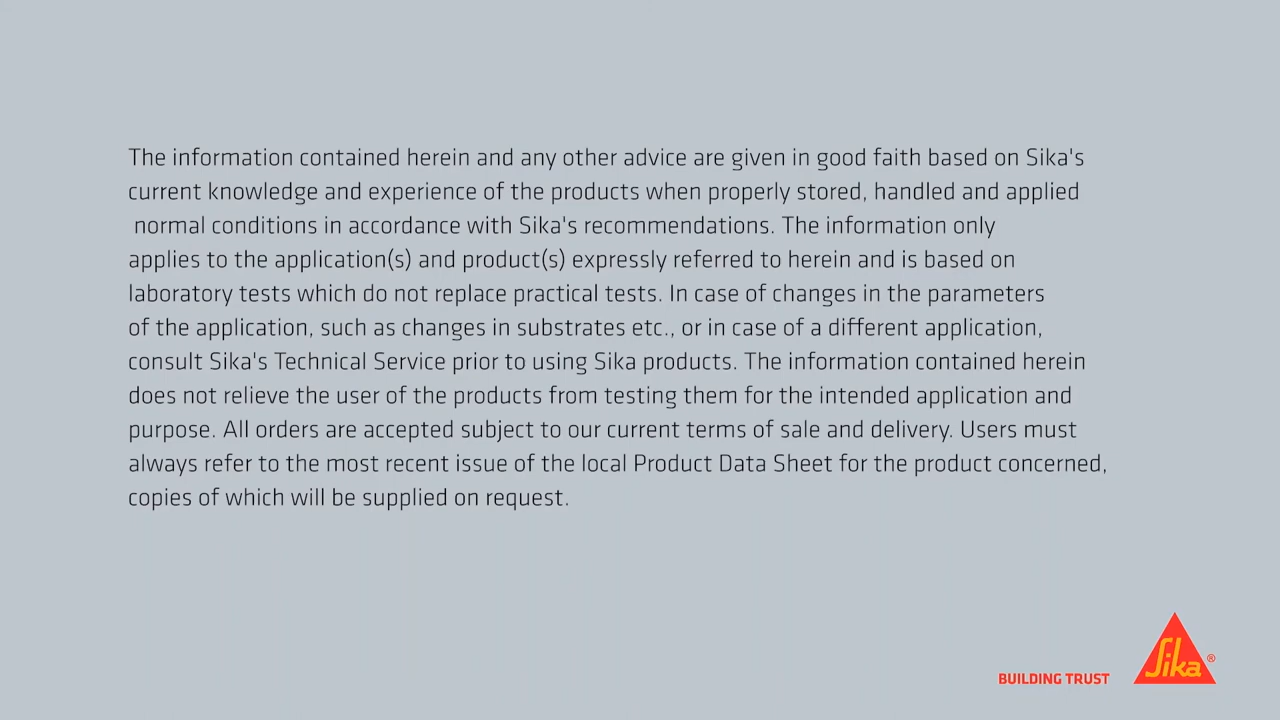 The information contained herein and any other advice are given in good faith based on Sika's
current knowledge and experience of the products when properly stored, handled and applied
normal conditions in accordance with Sika's recommendations. The information only
applies to the application(s) and product(s) expressly referred to herein and is based on
laboratory tests which do not replace practical tests. In case of changes in the parameters
of the application, such as changes in substrates etc., or in case of a different application,
consult Sika's Technical Service prior to using Sika products. The information contained herein
does not relieve the user of the products from testing them for the intended application and
purpose. All orders are accepted subject to our current terms of sale and delivery. Users must
always refer to the most recent issue of the local Product Data Sheet for the product concerned,
copies of which will be supplied on request.
BUILDING TRUST
Sika®